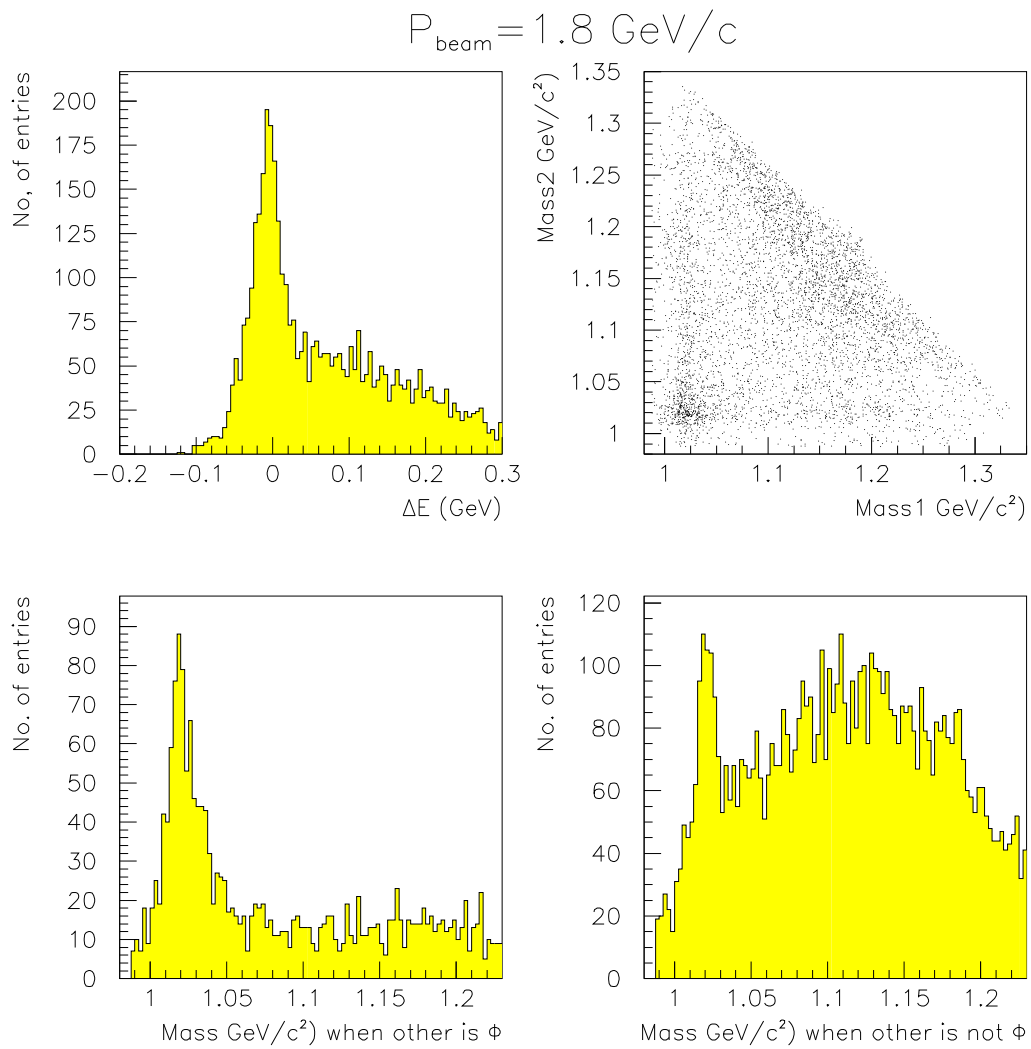 P_beam=1.8 GeV/c
No, of entries
200
175
150
125
100
75
50
25
0
−0.2 −0.1 0 0.1 0.2 0.3
ΔE (GeV)
Mass2 GeV/c²)
1.35
1.3
1.25
1.2
1.15
1.1
1.05
1
1 1.1 1.2 1.3
Mass1 GeV/c²)
No. of entries
90
80
70
60
50
40
30
20
10
0
1 1.05 1.1 1.15 1.2
Mass GeV/c²) when other is Φ
No. of entries
120
100
80
60
40
20
0
1 1.05 1.1 1.15 1.2
Mass GeV/c²) when other is not Φ